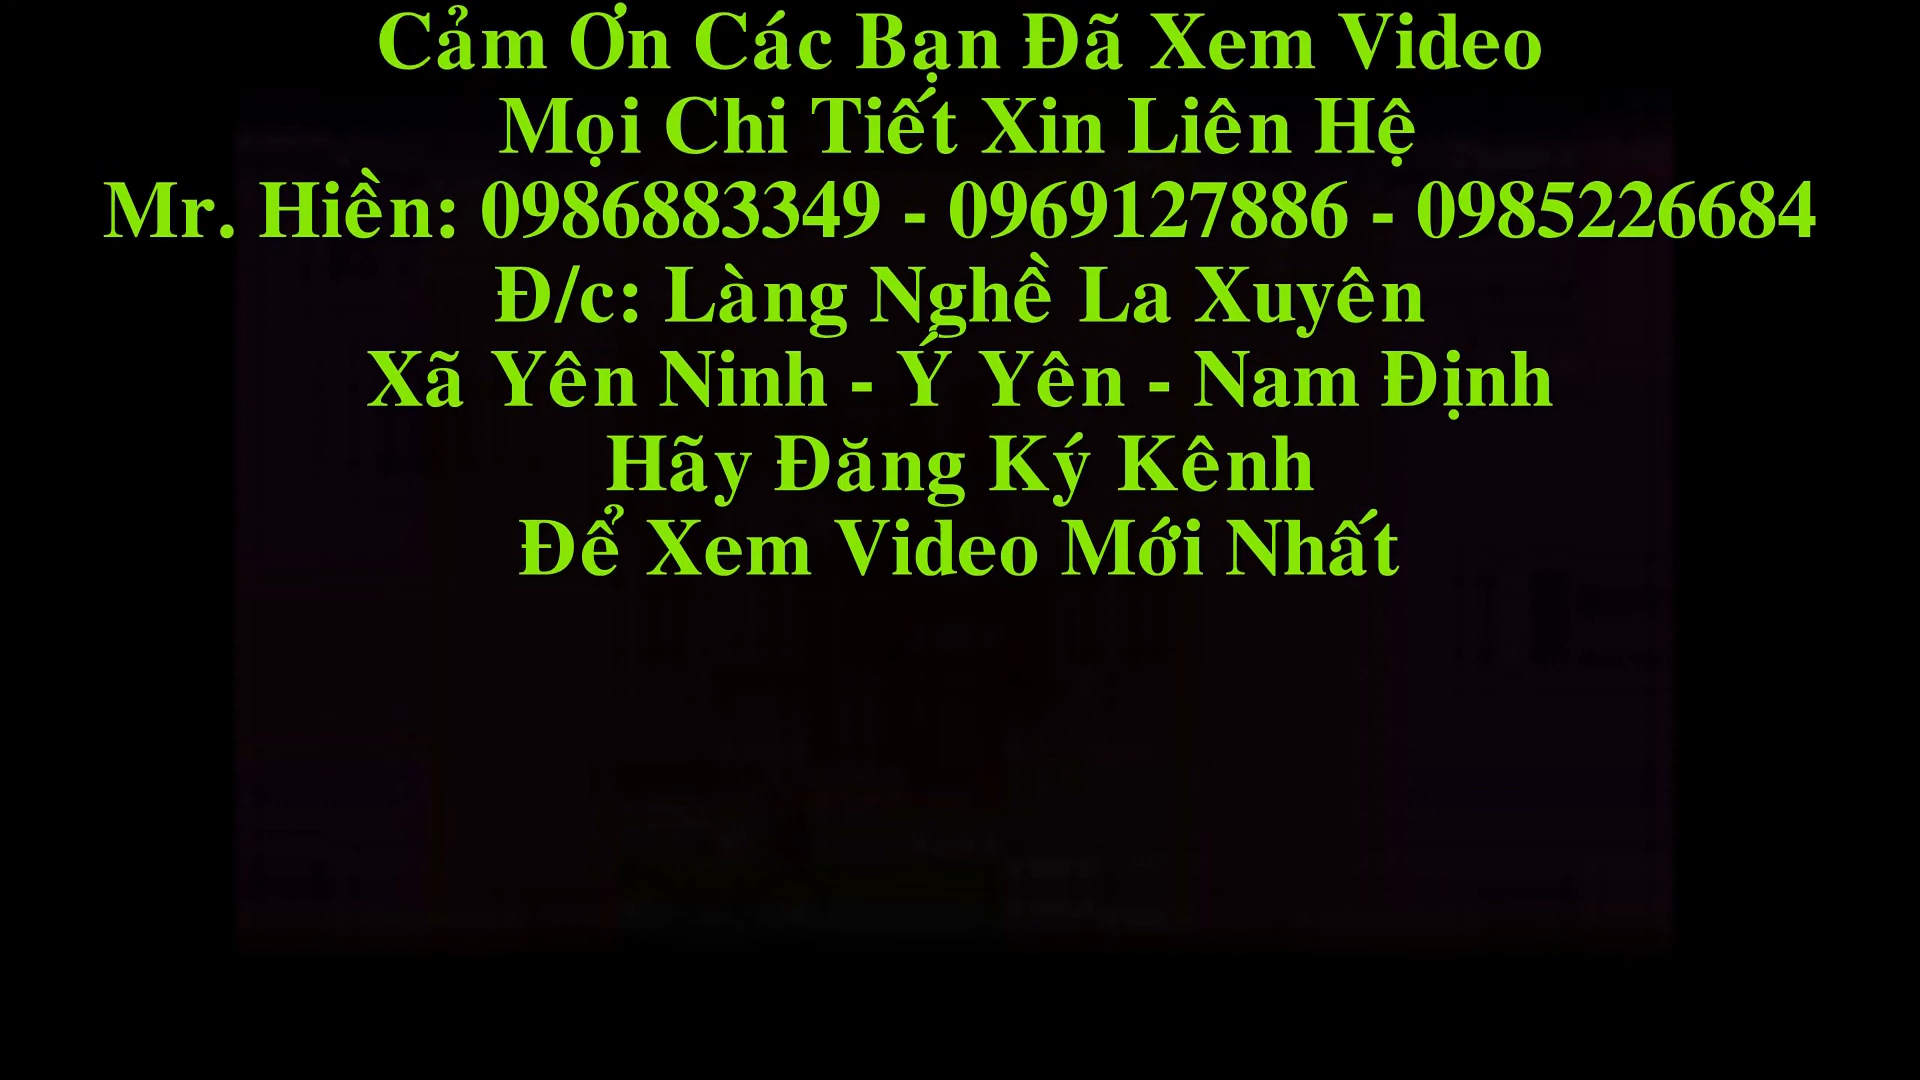 Cảm Ơn Các Bạn Đã Xem Video
Mọi Chi Tiết Xin Liên Hệ
Mr. Hiền: 0986883349 - 0969127886 - 0985226684
Đ/c: Làng Nghề La Xuyên
Xã Yên Ninh - Ý Yên - Nam Định
Hãy Đăng Ký Kênh
Để Xem Video Mới Nhất